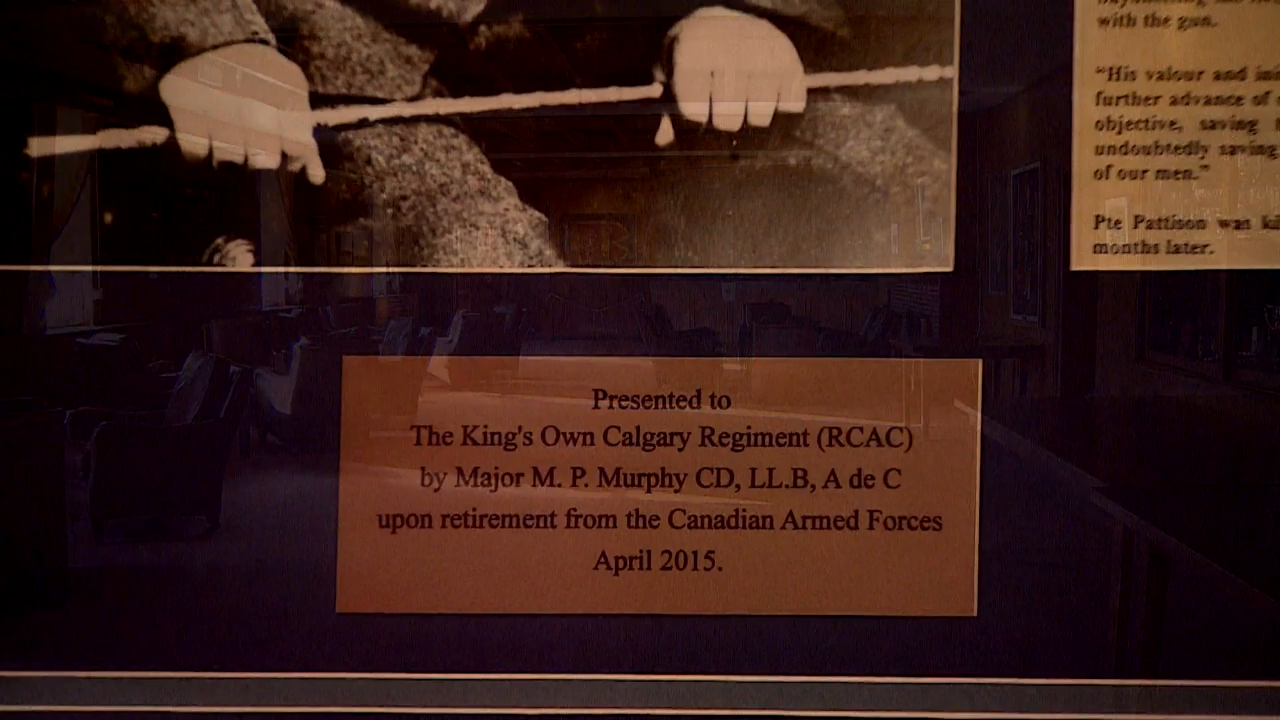 with the gun.
"His valour and
further advance of
objective, saving
undoubtedly saving
of our men."
Pte Pattison was
months later.
Presented to
The King's Own Calgary Regiment (RCAC)
by Major M. P. Murphy CD, LL.B, A de C
upon retirement from the Canadian Armed Forces
April 2015.